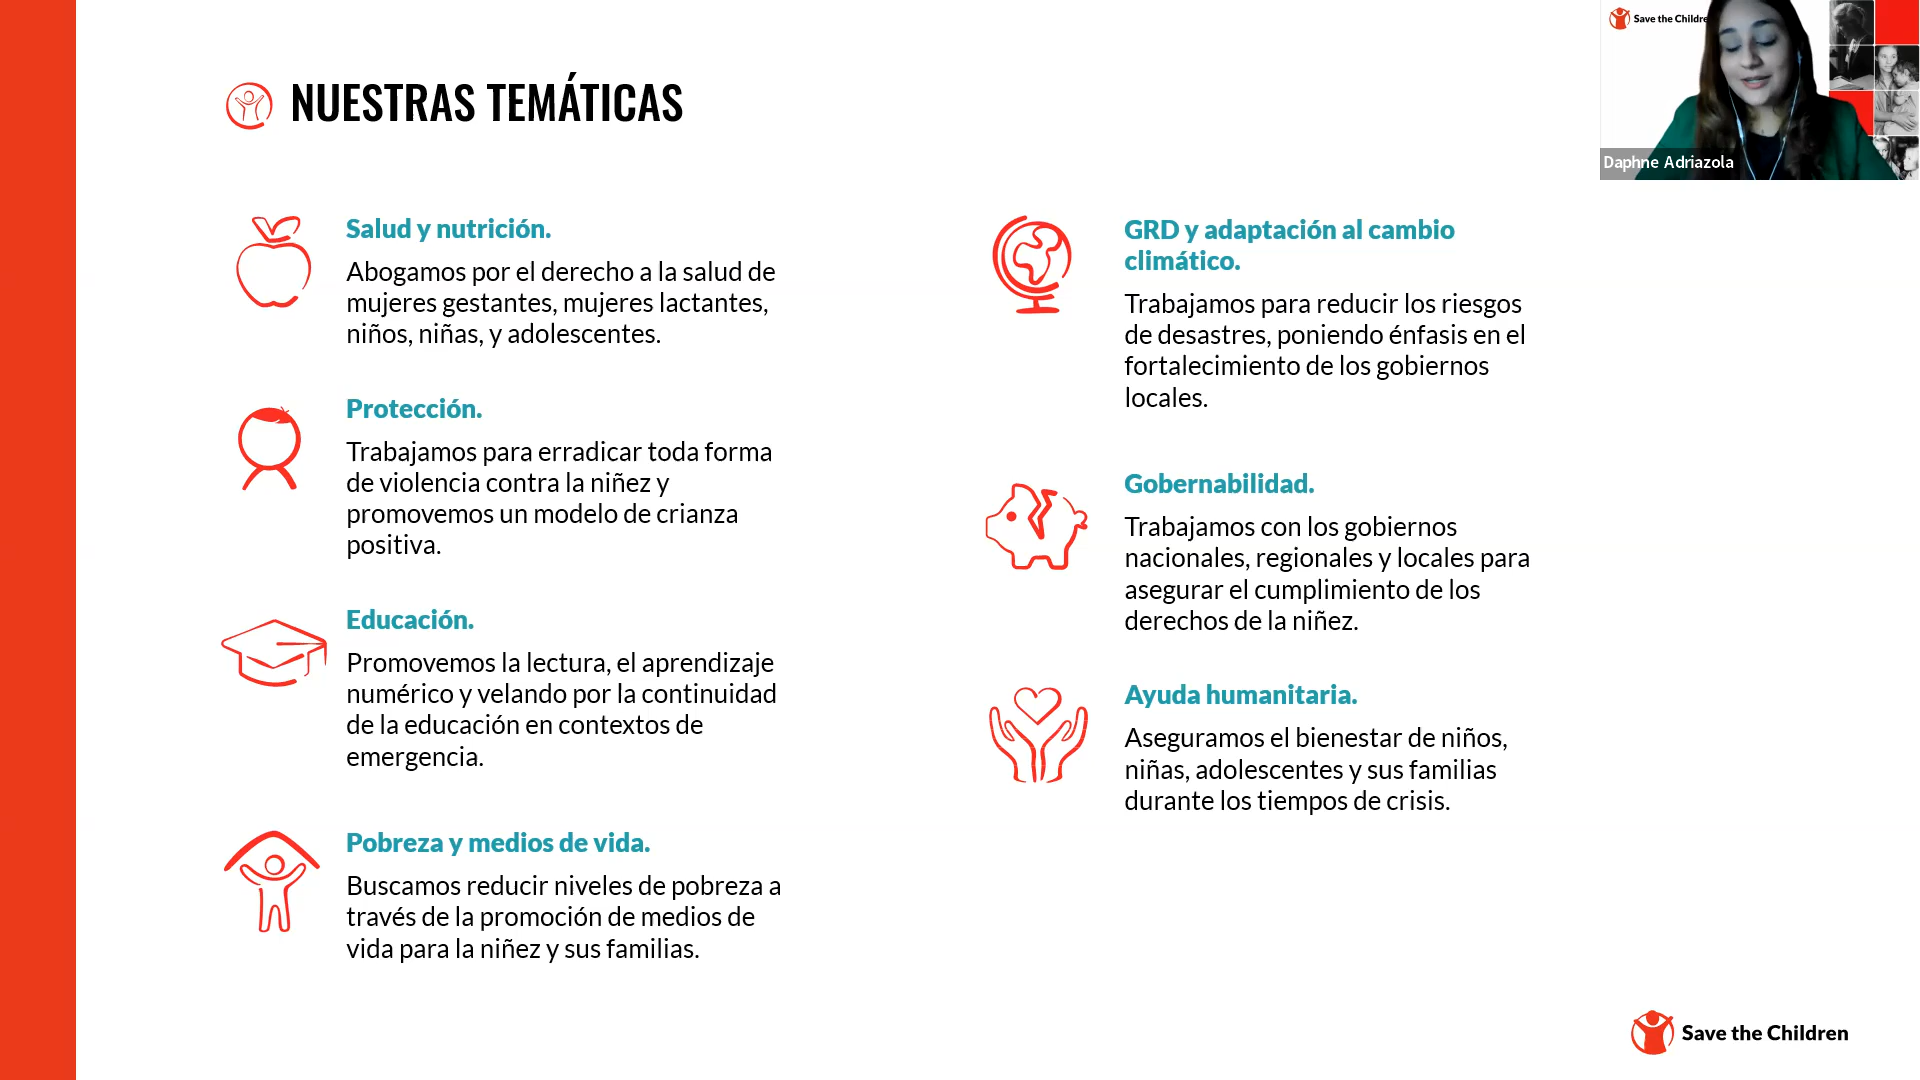 NUESTRAS TEMÁTICAS
Salud y nutrición.
Abogamos por el derecho a la salud de
mujeres gestantes, mujeres lactantes,
niños, niñas, y adolescentes.
Protección.
Trabajamos para erradicar toda forma
de violencia contra la niñez y
promovemos un modelo de crianza
positiva.
Educación.
Promovemos la lectura, el aprendizaje
numérico y velando por la continuidad
de la educación en contextos de
emergencia.
Pobreza y medios de vida.
Buscamos reducir niveles de pobreza a
través de la promoción de medios de
vida para la niñez y sus familias.
GRD y adaptación al cambio
climático.
Trabajamos para reducir los riesgos
de desastres, poniendo énfasis en el
fortalecimiento de los gobiernos
locales.
Gobernabilidad.
Trabajamos con los gobiernos
nacionales, regionales y locales para
asegurar el cumplimiento de los
derechos de la niñez.
Ayuda humanitaria.
Aseguramos el bienestar de niños,
niñas, adolescentes y sus familias
durante los tiempos de crisis.
Save the Childre
Daphne Adriazola
Save the Children